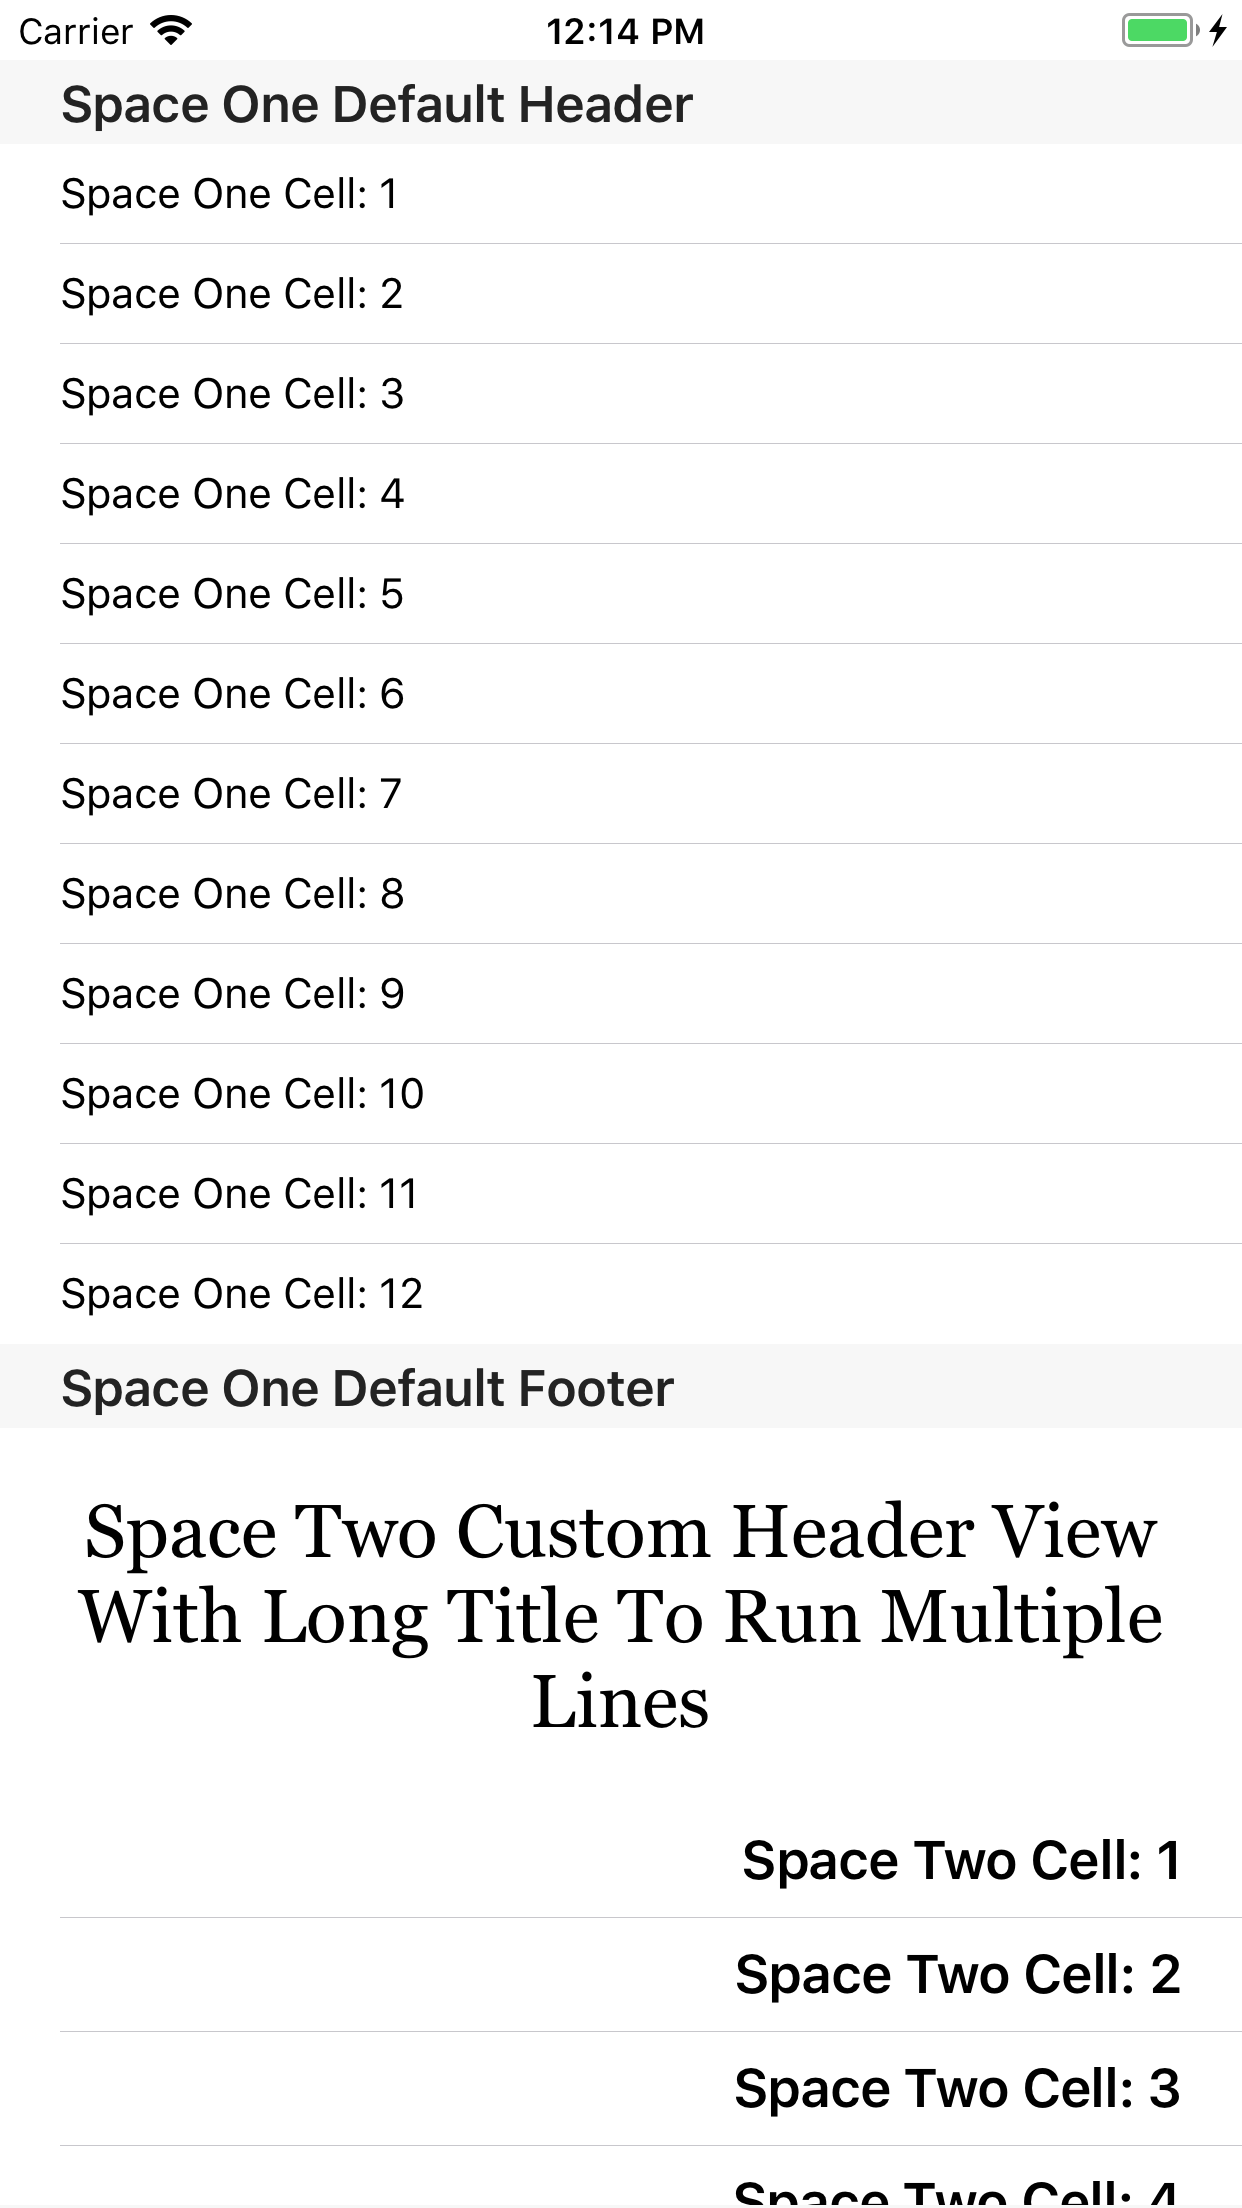 Carrier 12:14 PM
Space One Default Header
Space One Cell: 1
Space One Cell: 2
Space One Cell: 3
Space One Cell: 4
Space One Cell: 5
Space One Cell: 6
Space One Cell: 7
Space One Cell: 8
Space One Cell: 9
Space One Cell: 10
Space One Cell: 11
Space One Cell: 12
Space One Default Footer
Space Two Custom Header View
With Long Title To Run Multiple
Lines
Space Two Cell: 1
Space Two Cell: 2
Space Two Cell: 3
Space Two Cell: 4